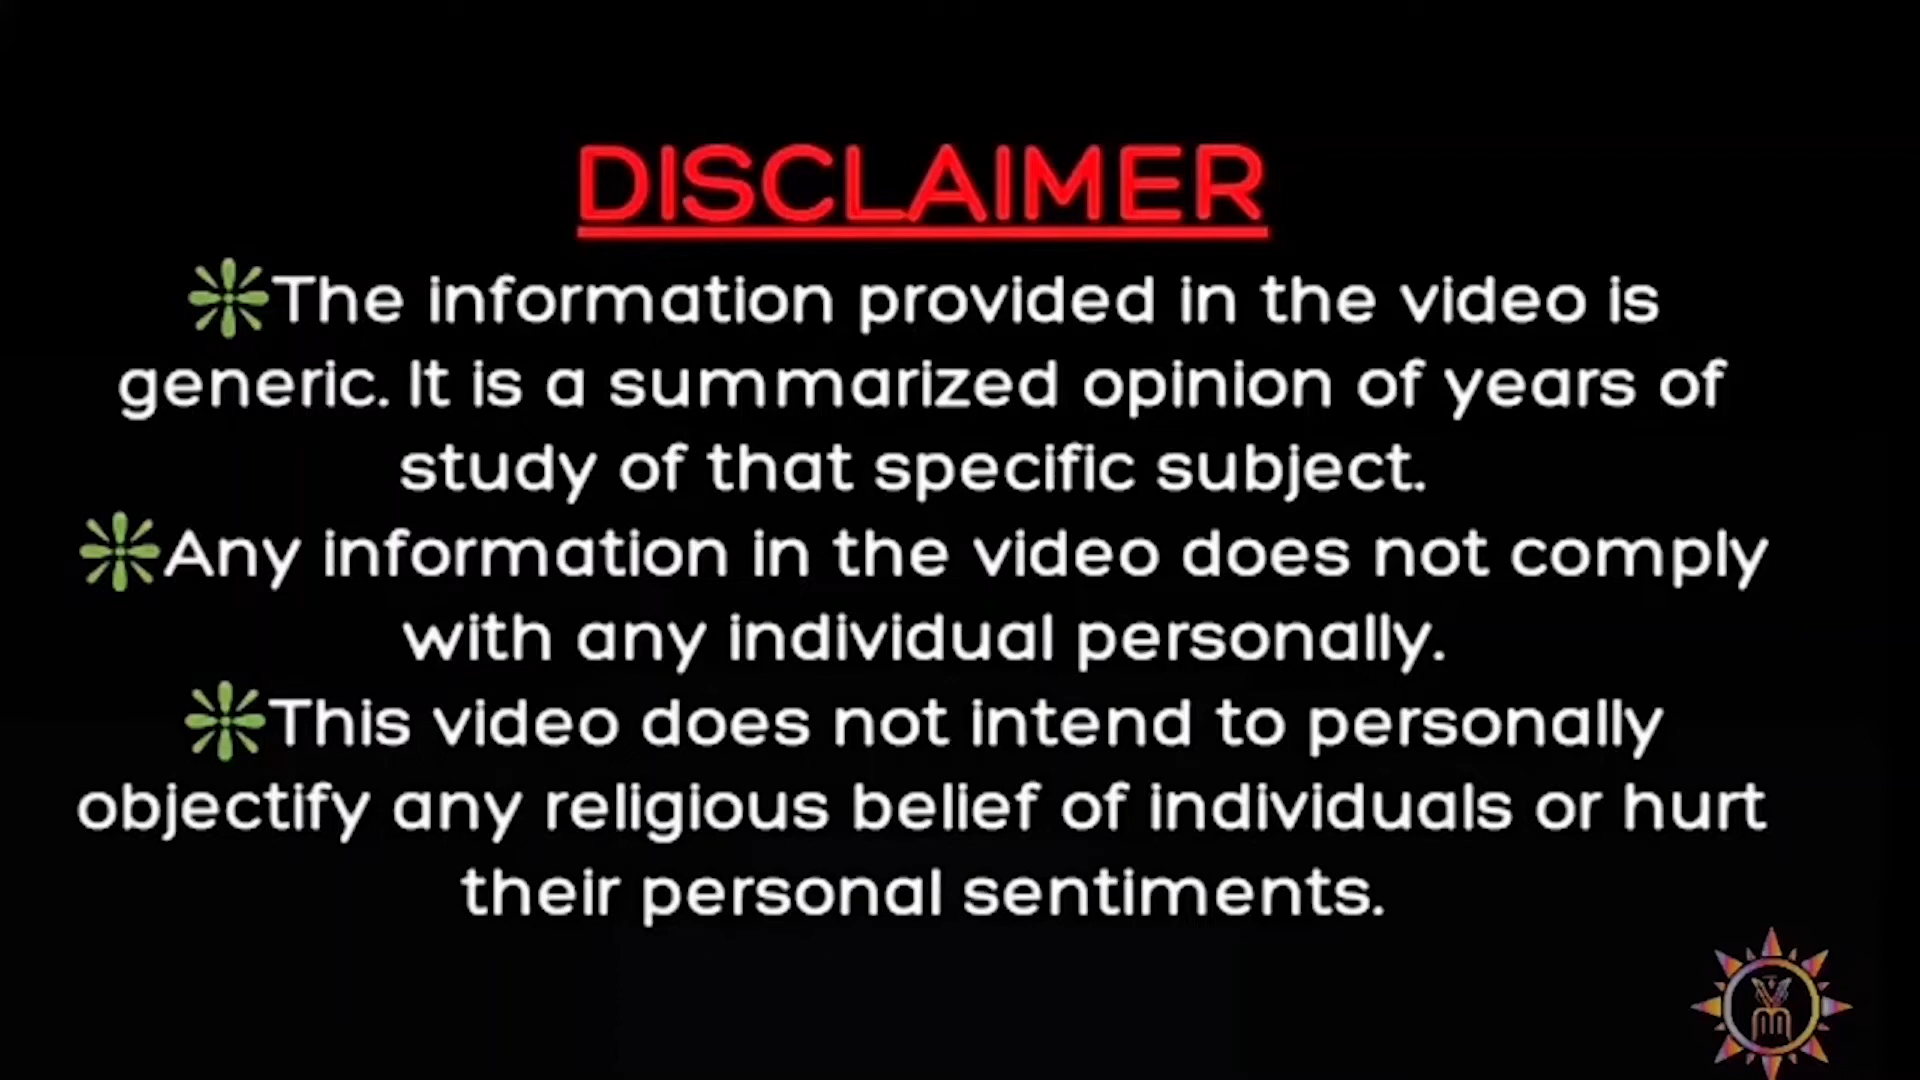 DISCLAIMER
The information provided in the video is
generic. It is a summarized opinion of years of
study of that specific subject.
Any information in the video does not comply
with any individual personally.
This video does not intend to personally
objectify any religious belief of individuals or hurt
their personal sentiments.